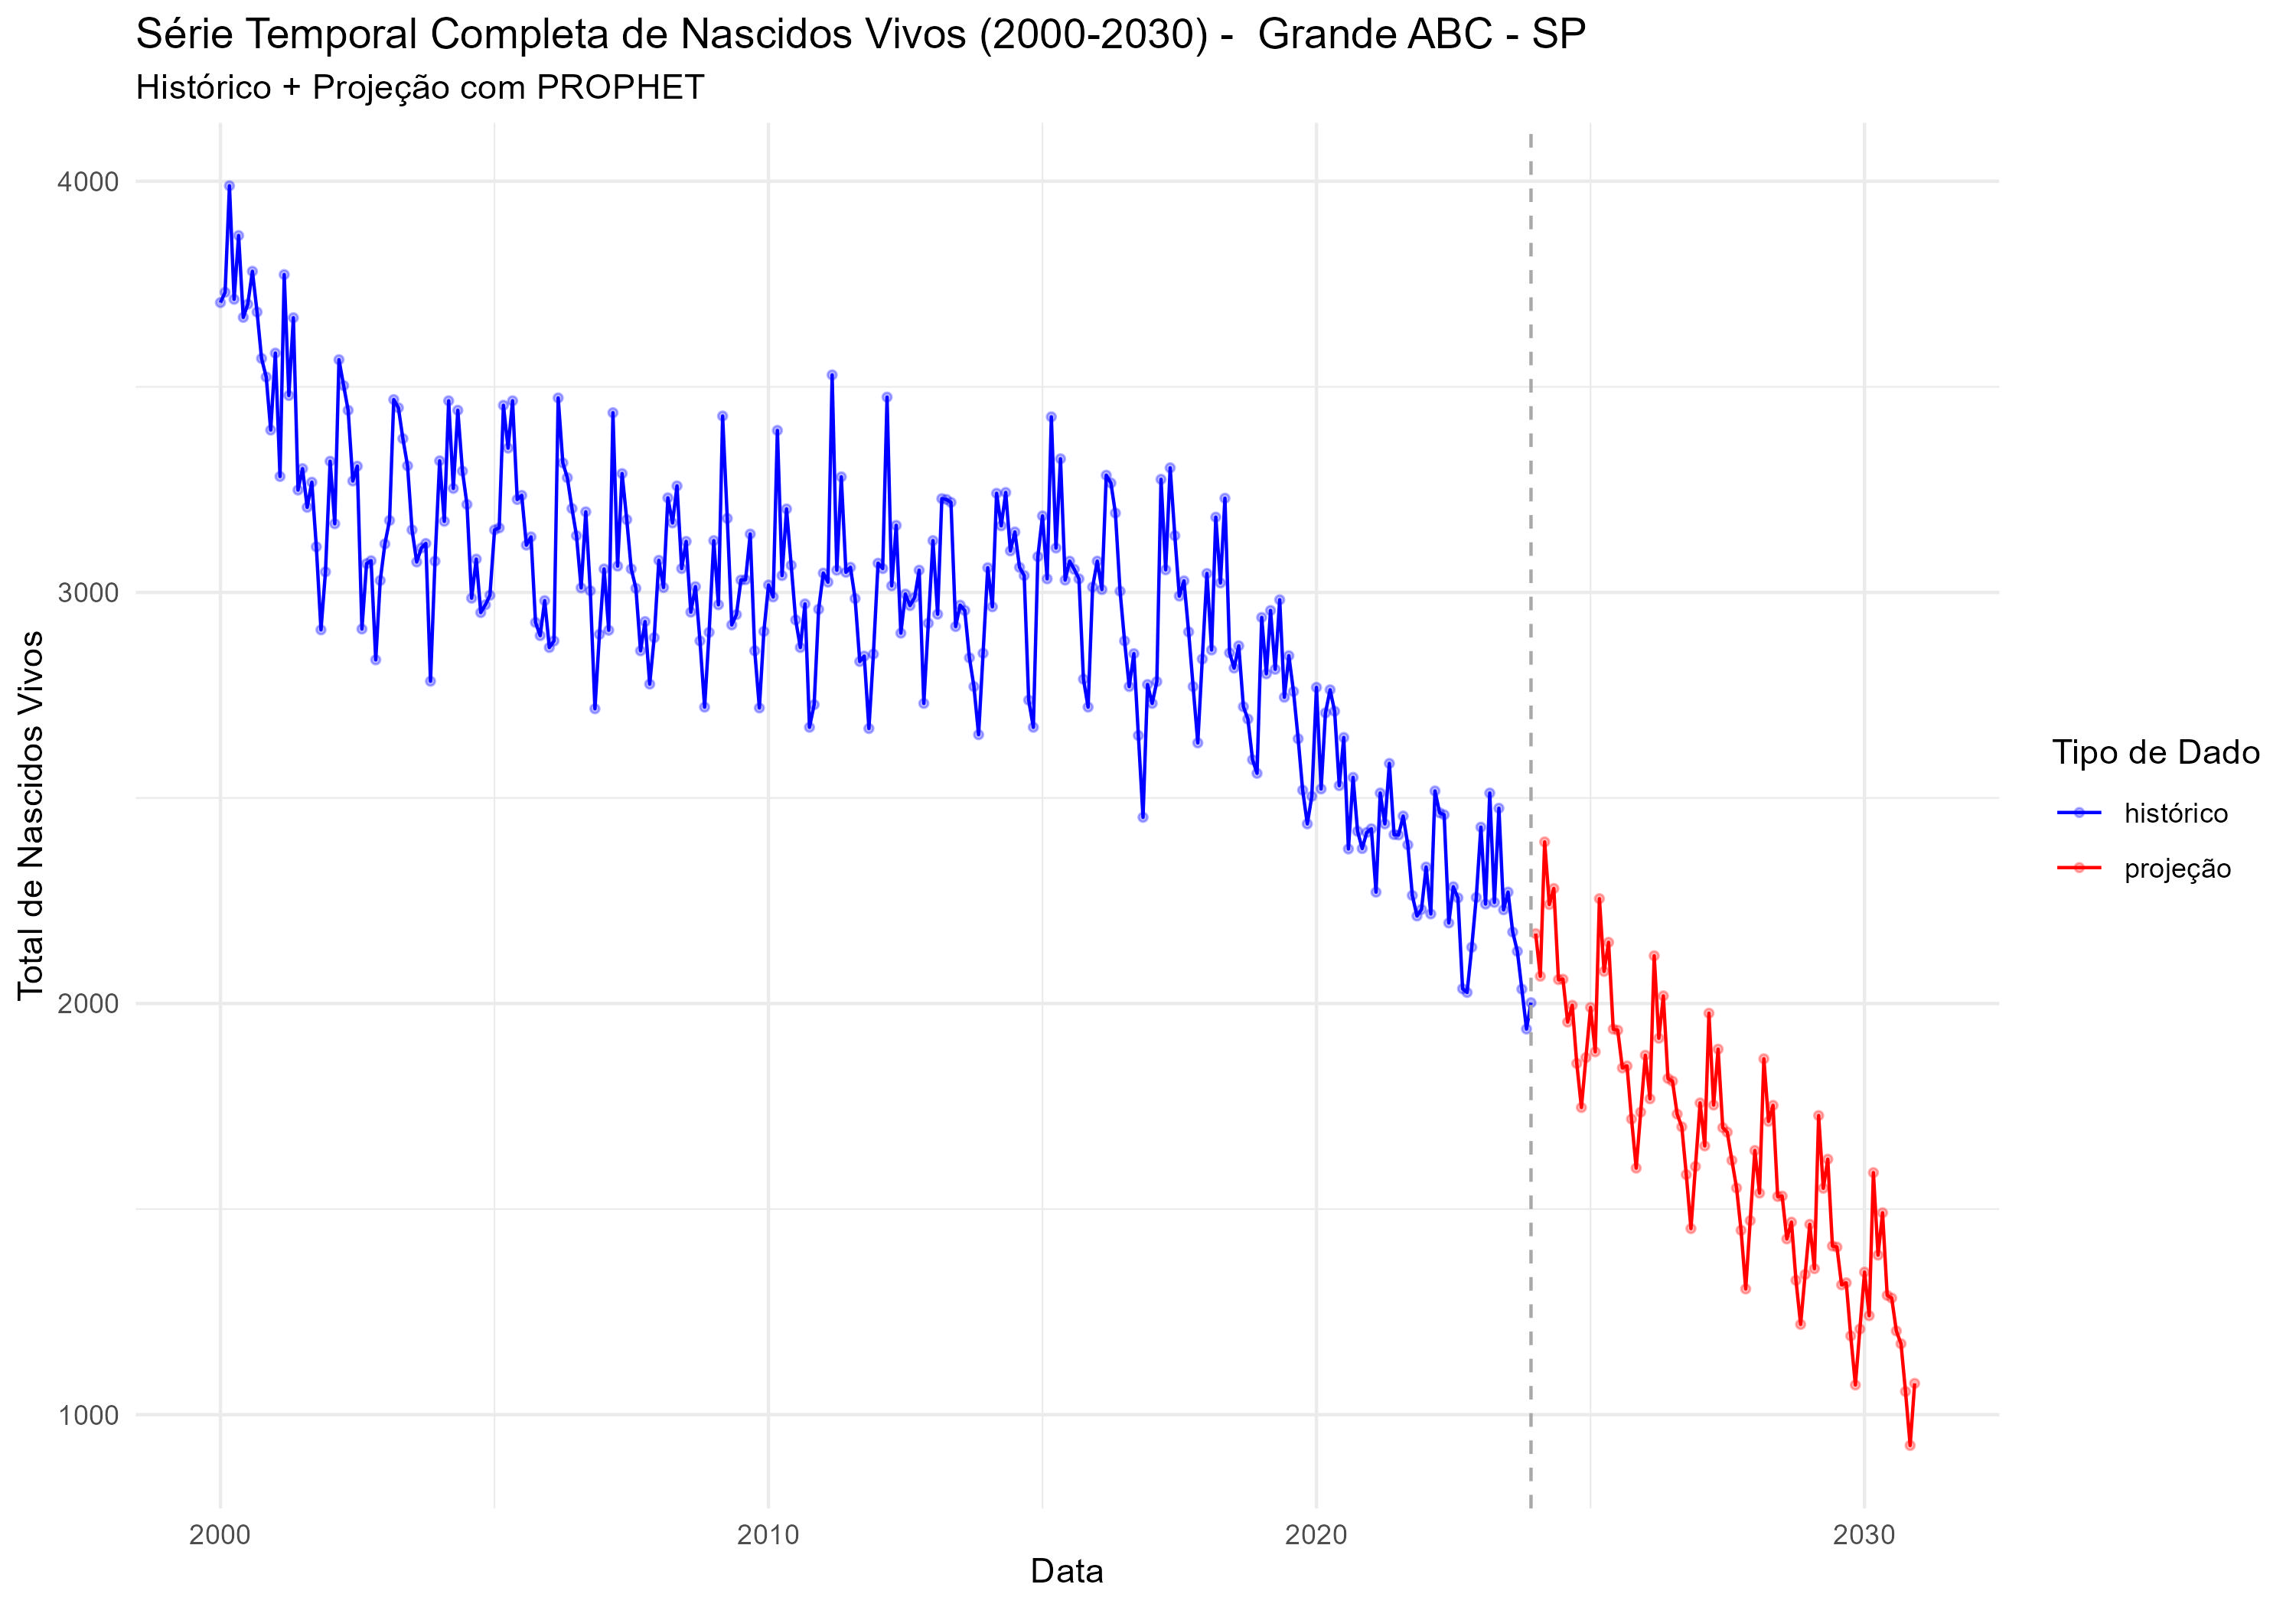 Série Temporal Completa de Nascidos Vivos (2000-2030) -  Grande ABC - SP
Histórico + Projeção com PROPHET
4000
3000
2000
1000
Total de Nascidos Vivos
2000
2010
2020
2030
Data
Tipo de Dado
histórico
projeção